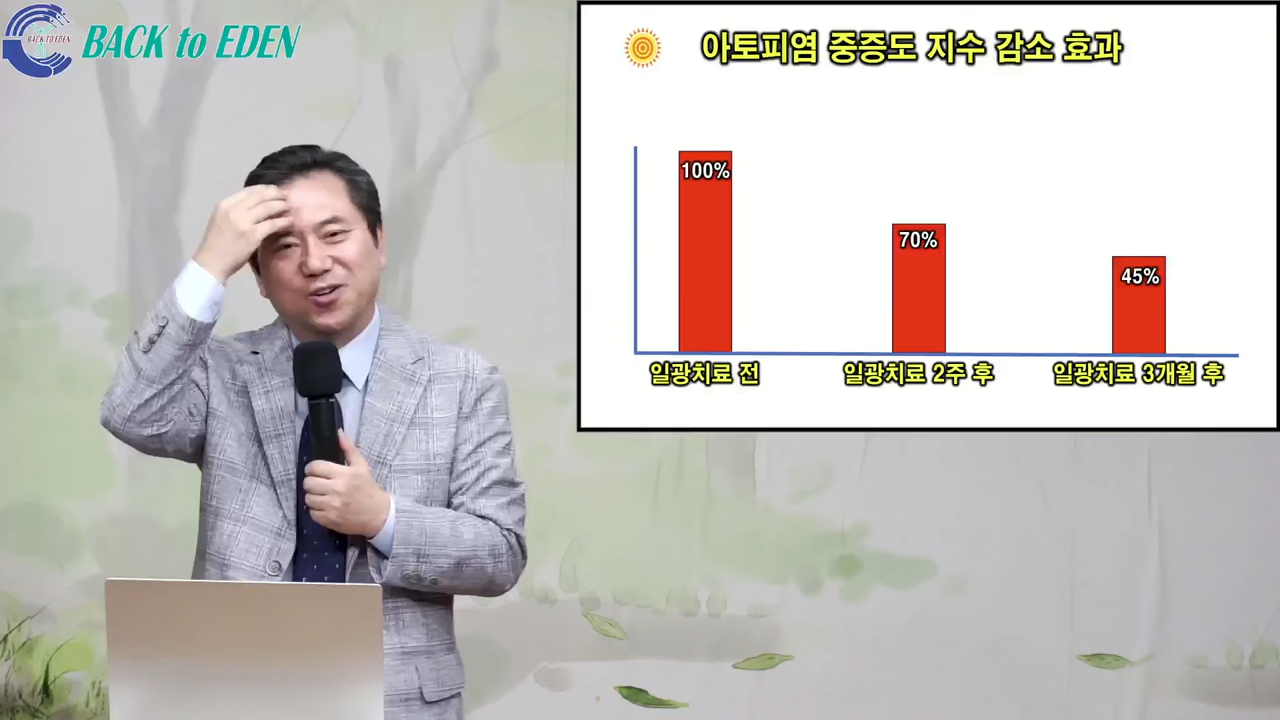 BACK TO EDEN
BACK to EDEN
아토피염 중증도 지수 감소 효과
100%
70%
45%
일광치료 전
일광치료 2주 후
일광치료 3개월 후